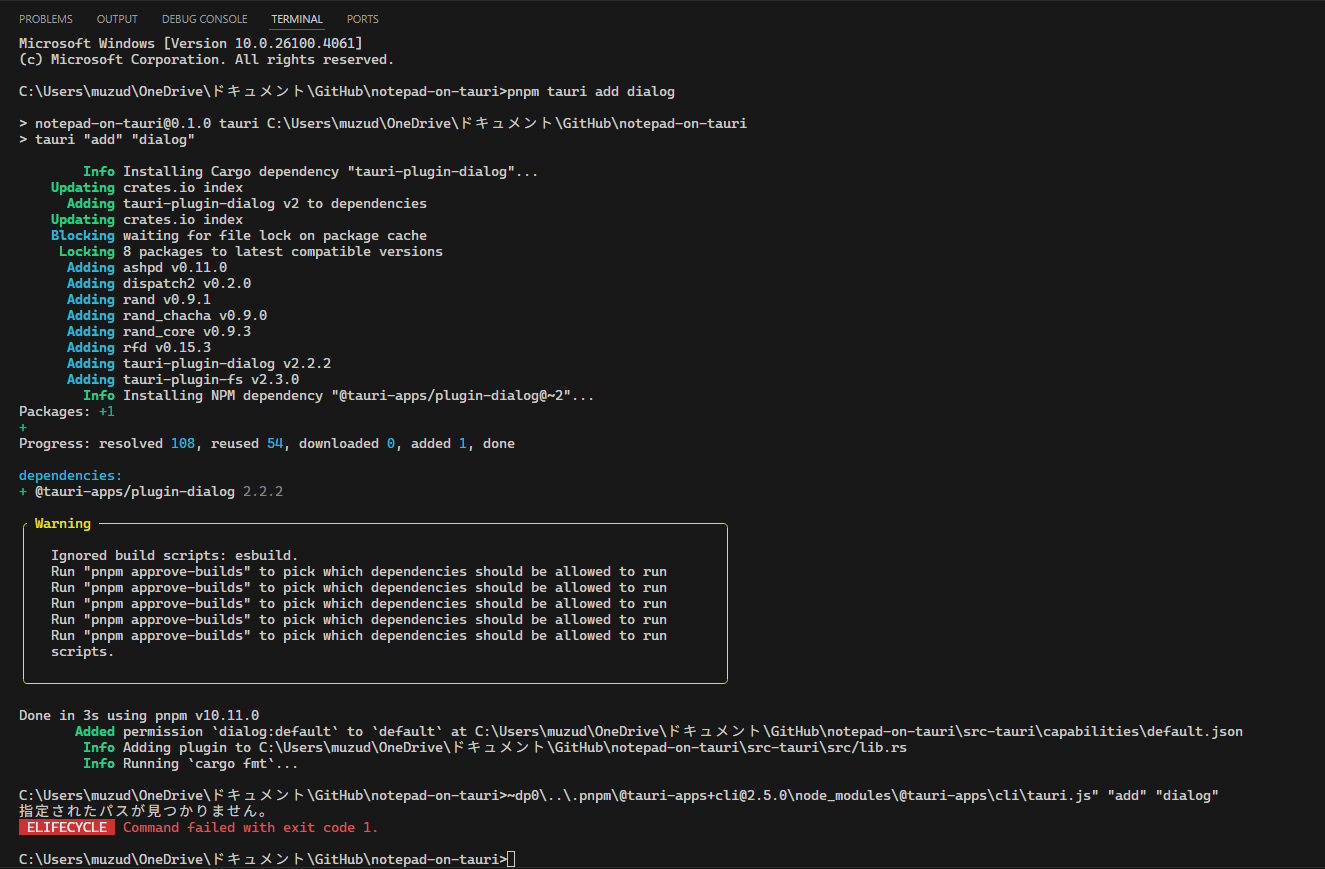 PROBLEMS OUTPUT DEBUG CONSOLE TERMINAL PORTS
Microsoft Windows [Version 10.0.26100.4061]
(c) Microsoft Corporation. All rights reserved.
C:\Users\muzud\OneDrive\ドキュメント\GitHub\notepad-on-tauri>pnpm tauri add dialog
> notepad-on-tauri@0.1.0 tauri C:\Users\muzud\OneDrive\ドキュメント\GitHub\notepad-on-tauri
> tauri "add" "dialog"
Info Installing Cargo dependency "tauri-plugin-dialog"...
Updating crates.io index
Adding tauri-plugin-dialog v2 to dependencies
Updating crates.io index
Blocking waiting for file lock on package cache
Locking 8 packages to latest compatible versions
Adding ashpd v0.11.0
Adding dispatch2 v0.2.0
Adding rand v0.9.1
Adding rand_chacha v0.9.0
Adding rand_core v0.9.3
Adding rfd v0.15.3
Adding tauri-plugin-dialog v2.2.2
Adding tauri-plugin-fs v2.3.0
Info Installing NPM dependency "@tauri-apps/plugin-dialog@~2"...
Packages: +1
+
Progress: resolved 108, reused 54, downloaded 0, added 1, done
dependencies:
+ @tauri-apps/plugin-dialog 2.2.2
Warning
Ignored build scripts: esbuild.
Run "pnpm approve-builds" to pick which dependencies should be allowed to run
Run "pnpm approve-builds" to pick which dependencies should be allowed to run
Run "pnpm approve-builds" to pick which dependencies should be allowed to run
Run "pnpm approve-builds" to pick which dependencies should be allowed to run
Run "pnpm approve-builds" to pick which dependencies should be allowed to run
scripts.
Done in 3s using pnpm v10.11.0
Added permission `dialog:default` to `default` at C:\Users\muzud\OneDrive\ドキュメント\GitHub\notepad-on-tauri\src-tauri\capabilities\default.json
Info Adding plugin to C:\Users\muzud\OneDrive\ドキュメント\GitHub\notepad-on-tauri\src-tauri\src/lib.rs
Info Running `cargo fmt`...
C:\Users\muzud\OneDrive\ドキュメント\GitHub\notepad-on-tauri>~dp0\..\.pnpm\@tauri-apps+cli@2.5.0\node_modules\@tauri-apps\cli\tauri.js" "add" "dialog"
指定されたパスが見つかりません。
ELIFECYCLE Command failed with exit code 1.
C:\Users\muzud\OneDrive\ドキュメント\GitHub\notepad-on-tauri>